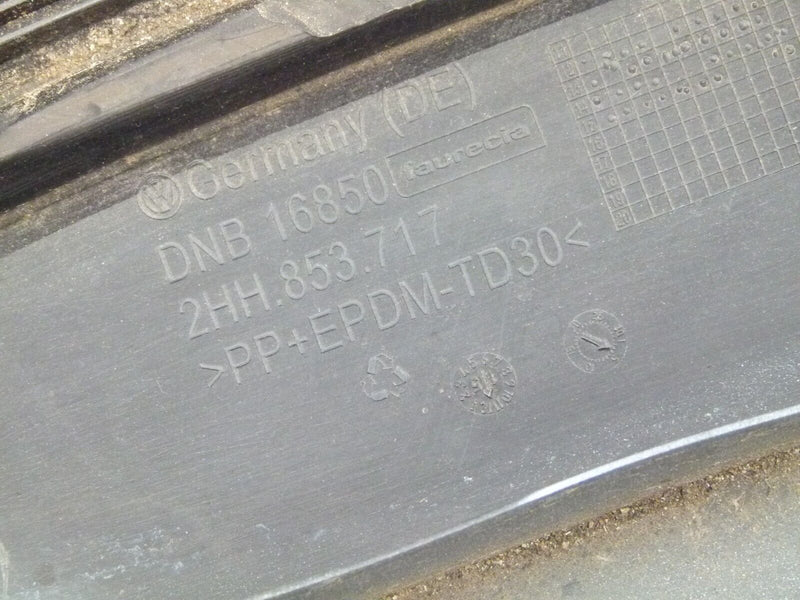 Germany (DE)
DNB 16850 faurecia
2HH.853.717
>PP+EPDM-TD30<